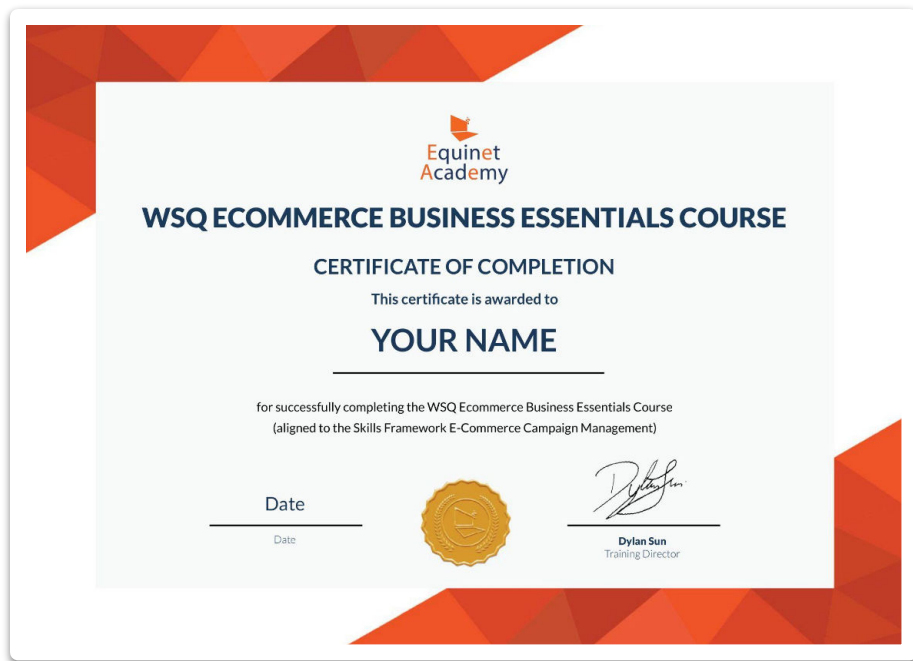 Equinet
Academy
WSQ ECOMMERCE BUSINESS ESSENTIALS COURSE
CERTIFICATE OF COMPLETION
This certificate is awarded to
YOUR NAME
for successfully completing the WSQ Ecommerce Business Essentials Course
(aligned to the Skills Framework E-Commerce Campaign Management)
Date
Date
Dylan Sun
Dylan Sun
Training Director